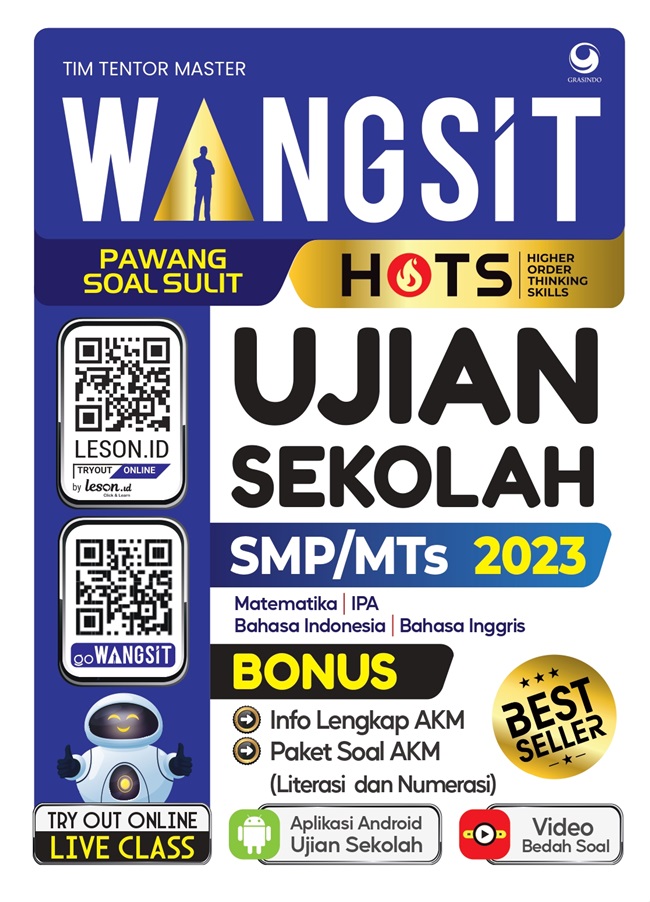 TIM TENTOR MASTER
GRASINDO
WANGSIT
PAWANG
SOAL SULIT
HOTS
HIGHER
ORDER
THINKING
SKILLS
UJIAN
SEKOLAH
SMP/MTs 2023
Matematika | IPA
Bahasa Indonesia | Bahasa Inggris
LESON.ID
TRYOUT ONLINE
by leson.id
Click & Learn
goWANGSIT
BONUS
Info Lengkap AKM
Paket Soal AKM
(Literasi dan Numerasi)
BEST
SELLER
TRY OUT ONLINE
LIVE CLASS
Aplikasi Android
Ujian Sekolah
Video
Bedah Soal